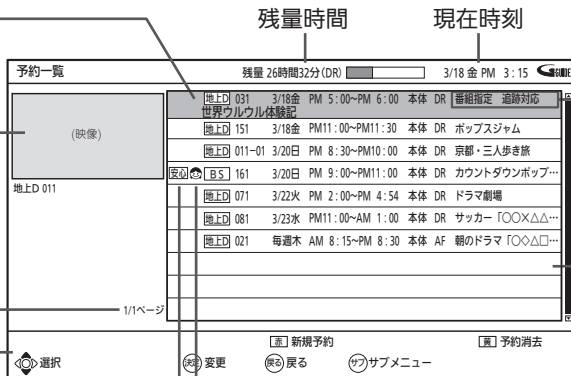 残量時間 現在時刻
予約一覧 残量 26時間32分(DR) 3/18 金 PM 3:15 G-GUIDE
地上D 031 3/18金 PM 5:00~PM 6:00 本体 DR 番組指定 追跡対応
世界ウルウル体験記
(映像)
地上D 151 3/18金 PM11:00~PM11:30 本体 DR ポップスジャム
地上D 011-01 3/20日 PM 8:30~PM10:00 本体 DR 京都・三人歩き旅
安心 BS 161 3/20日 PM 9:00~PM11:00 本体 DR カウントダウンポップ…
地上D 011
地上D 071 3/22火 PM 2:00~PM 4:54 本体 DR ドラマ劇場
地上D 081 3/23水 PM11:00~AM 1:00 本体 DR サッカー「○○×△△…
地上D 021 毎週木 AM 8:15~PM 8:30 本体 AF 朝のドラマ「○◇△□…
1/1ページ
赤 新規予約 黄 予約消去
選択 決定 変更 戻る 戻る サブ サブメニュー